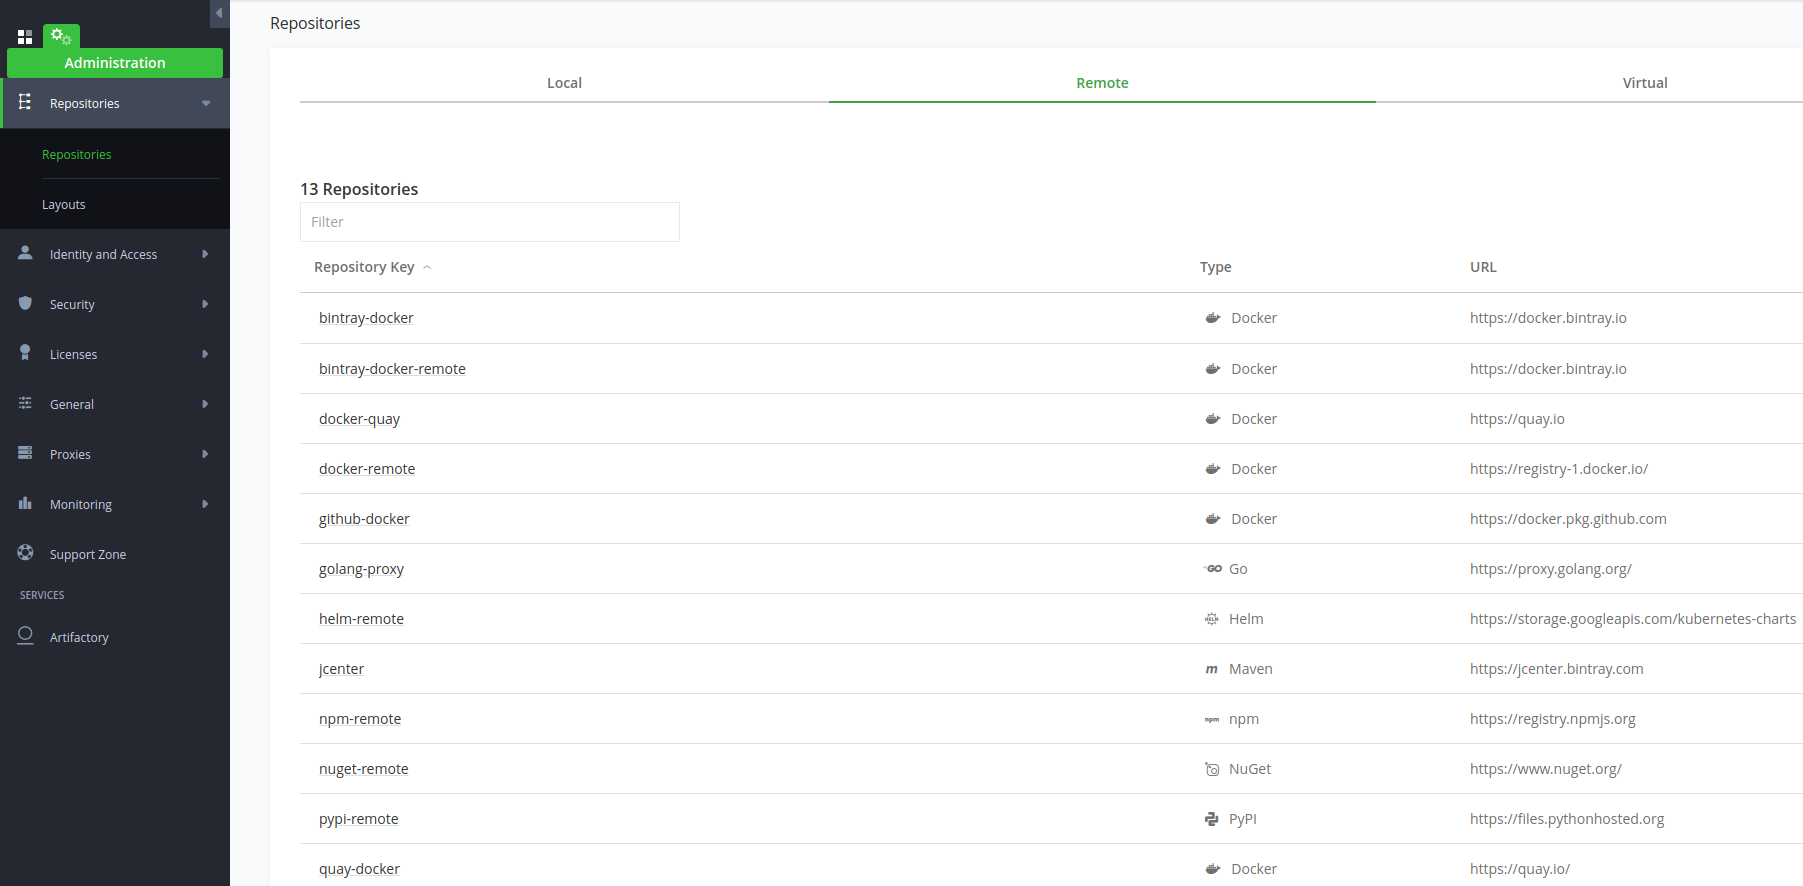 Repositories
Administration
Local Remote Virtual
Repositories
Repositories
Layouts
Identity and Access
Security
Licenses
General
Proxies
Monitoring
Support Zone
SERVICES
Artifactory
13 Repositories
Filter
Repository Key Type URL
bintray-docker Docker https://docker.bintray.io
bintray-docker-remote Docker https://docker.bintray.io
docker-quay Docker https://quay.io
docker-remote Docker https://registry-1.docker.io/
github-docker Docker https://docker.pkg.github.com
golang-proxy GO Go https://proxy.golang.org/
helm-remote Helm https://storage.googleapis.com/kubernetes-charts
jcenter m Maven https://jcenter.bintray.com
npm-remote npm npm https://registry.npmjs.org
nuget-remote NuGet https://www.nuget.org/
pypi-remote PyPI https://files.pythonhosted.org
quay-docker Docker https://quay.io/